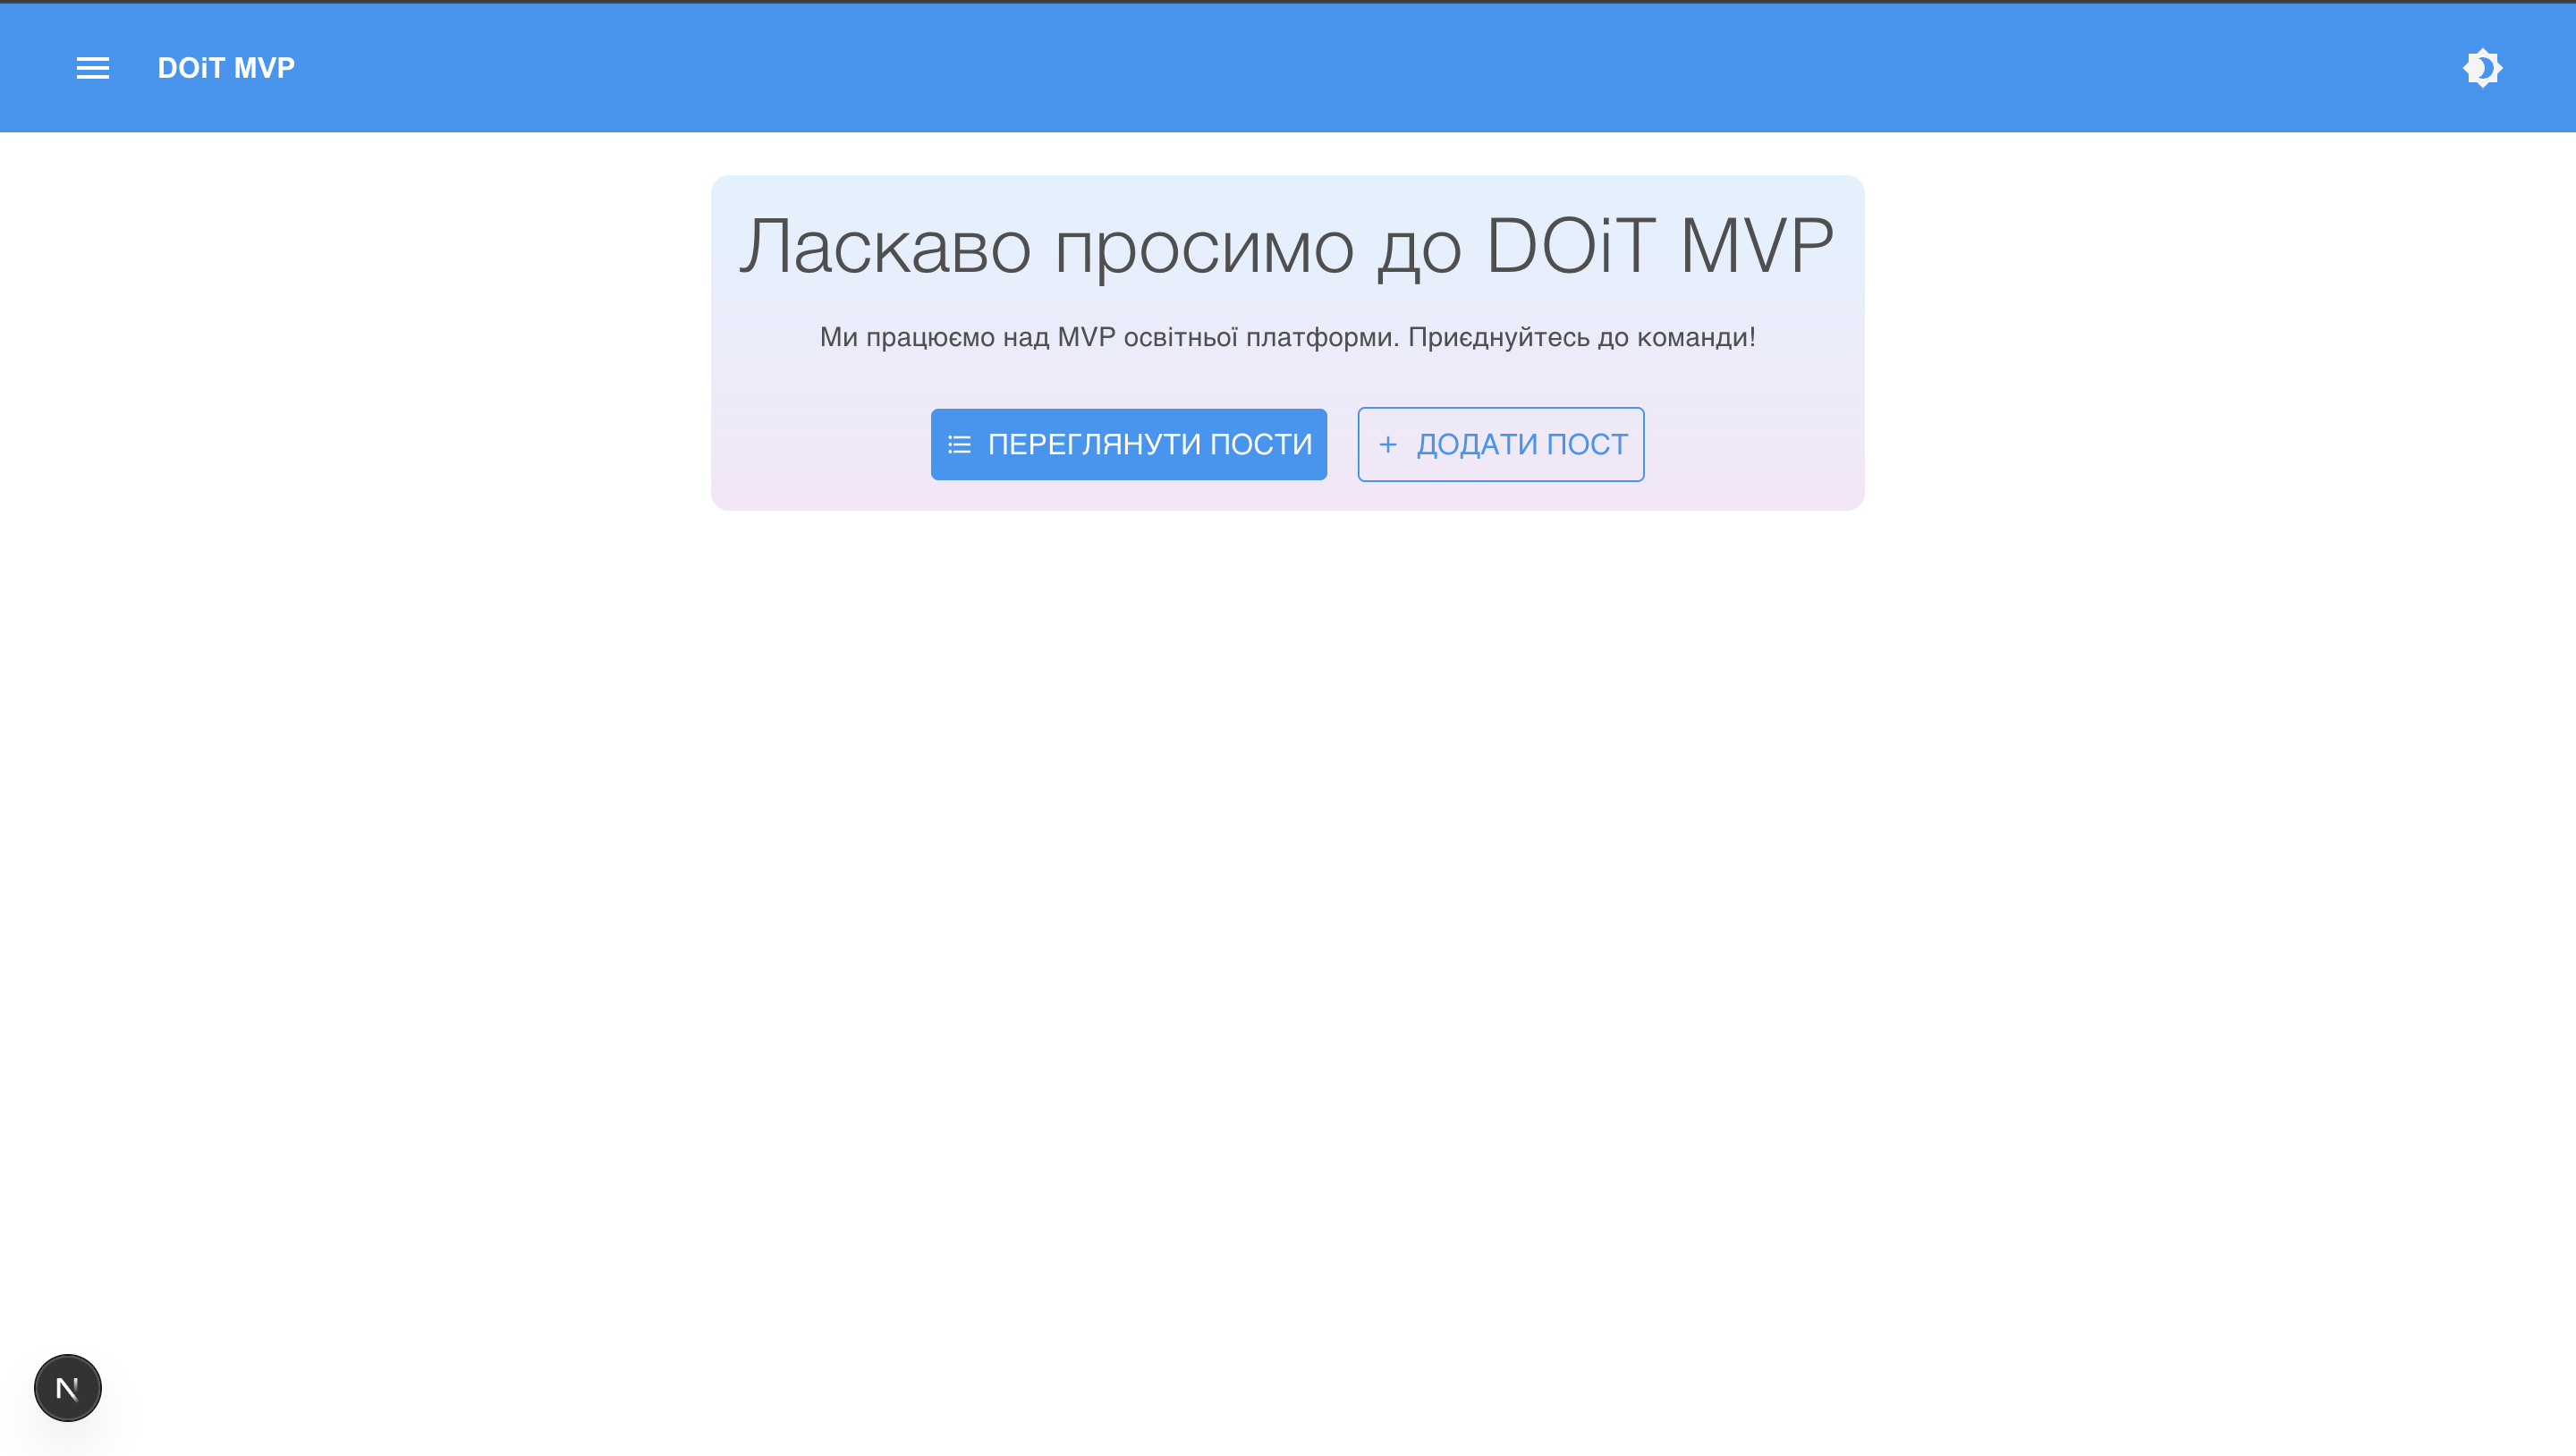 DOiT MVP
Ласкаво просимо до DOiT MVP
Ми працюємо над MVP освітньої платформи. Приєднуйтесь до команди!
ПЕРЕГЛЯНУТИ ПОСТИ
ДОДАТИ ПОСТ
N